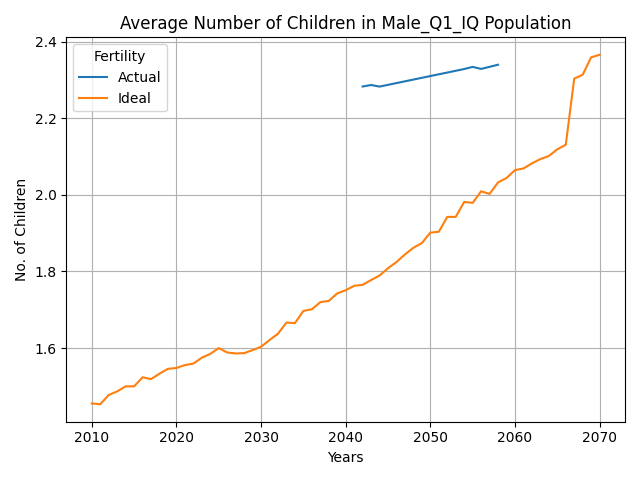 Average Number of Children in Male_Q1_IQ Population
Fertility
Actual
Ideal
No. of Children
2.4
2.2
2.0
1.8
1.6
2010 2020 2030 2040 2050 2060 2070
Years